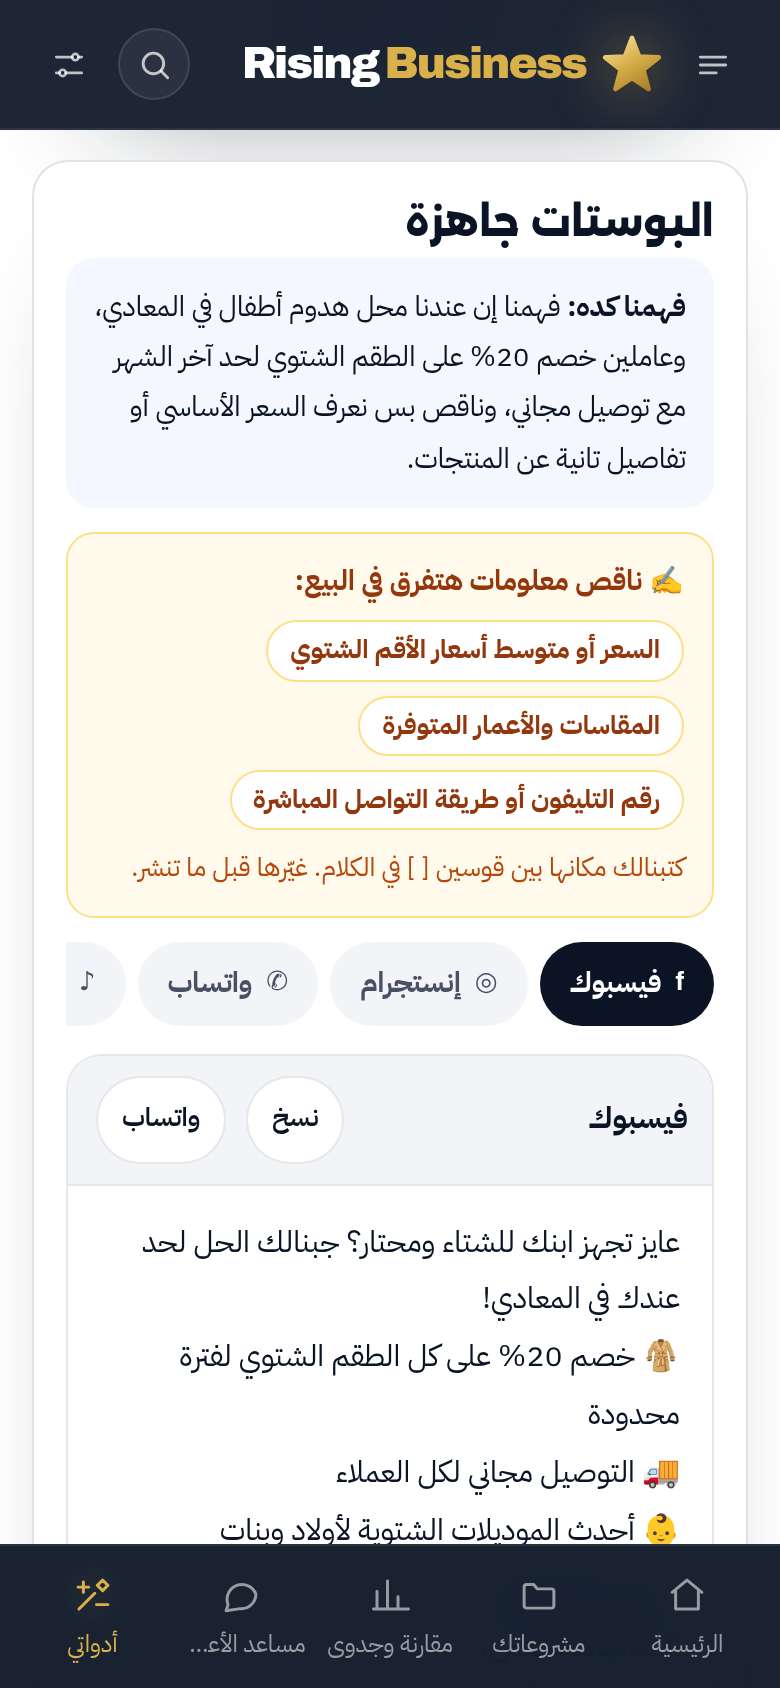 Rising Business
البوستات جاهزة
فهمنا كده: فهمنا إن عندنا محل هدوم أطفال في المعادي،
وعاملين خصم 20% على الطقم الشتوي لحد آخر الشهر
مع توصيل مجاني، وناقص بس نعرف السعر الأساسي أو
تفاصيل تانية عن المنتجات.
✍️ ناقص معلومات هتفرق في البيع:
السعر أو متوسط أسعار الأقم الشتوي
المقاسات والأعمار المتوفرة
رقم التليفون أو طريقة التواصل المباشرة
كتبنالك مكانها بين قوسين [ ] في الكلام. غيّرها قبل ما تنشر.
f فيسبوك
◎ إنستجرام
✆ واتساب
♪
فيسبوك
نسخ
واتساب
عايز تجهز ابنك للشتاء ومحتار؟ جبنالك الحل لحد
عندك في المعادي!
🧥 خصم 20% على كل الطقم الشتوي لفترة
محدودة
🚚 التوصيل مجاني لكل العملاء
👶 أحدث الموديلات الشتوية لأولاد وبنات
الرئيسية
مشروعاتك
مقارنة وجدوى
مساعد الأع...
أدواتي